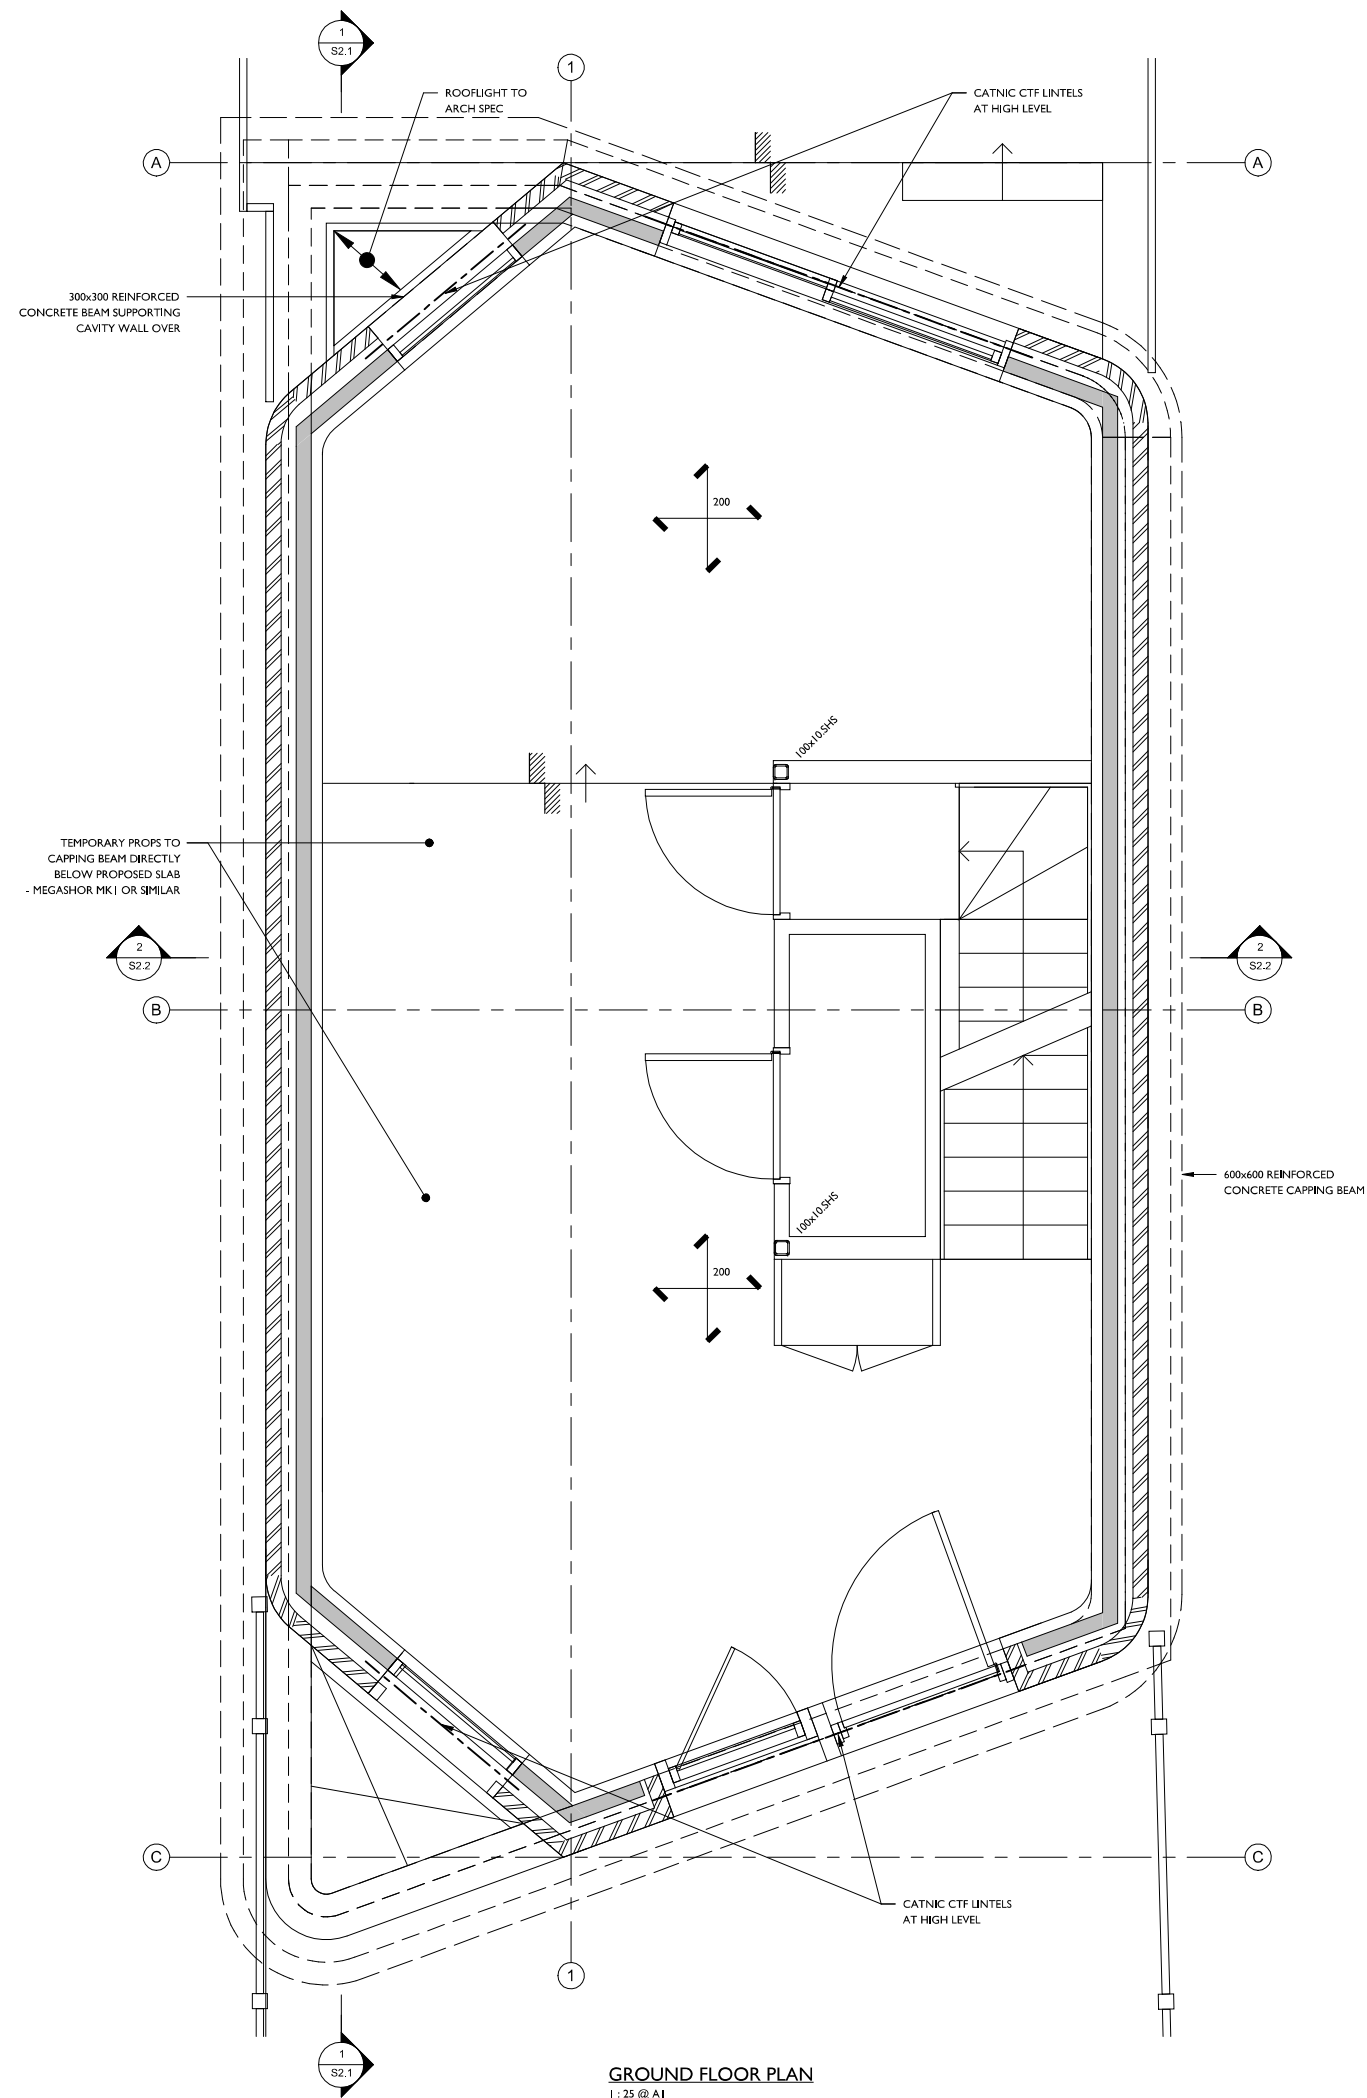 1
S2.1
1
ROOFLIGHT TO
ARCH SPEC
CATNIC CTF LINTELS
AT HIGH LEVEL
A
A
300x300 REINFORCED
CONCRETE BEAM SUPPORTING
CAVITY WALL OVER
200
100x10.SHS
TEMPORARY PROPS TO
CAPPING BEAM DIRECTLY
BELOW PROPOSED SLAB
- MEGASHOR MK1 OR SIMILAR
2
S2.2
2
S2.2
B
B
600x600 REINFORCED
CONCRETE CAPPING BEAM
100x10.SHS
200
C
C
CATNIC CTF LINTELS
AT HIGH LEVEL
1
1
S2.1
GROUND FLOOR PLAN
1 : 25 @ A1